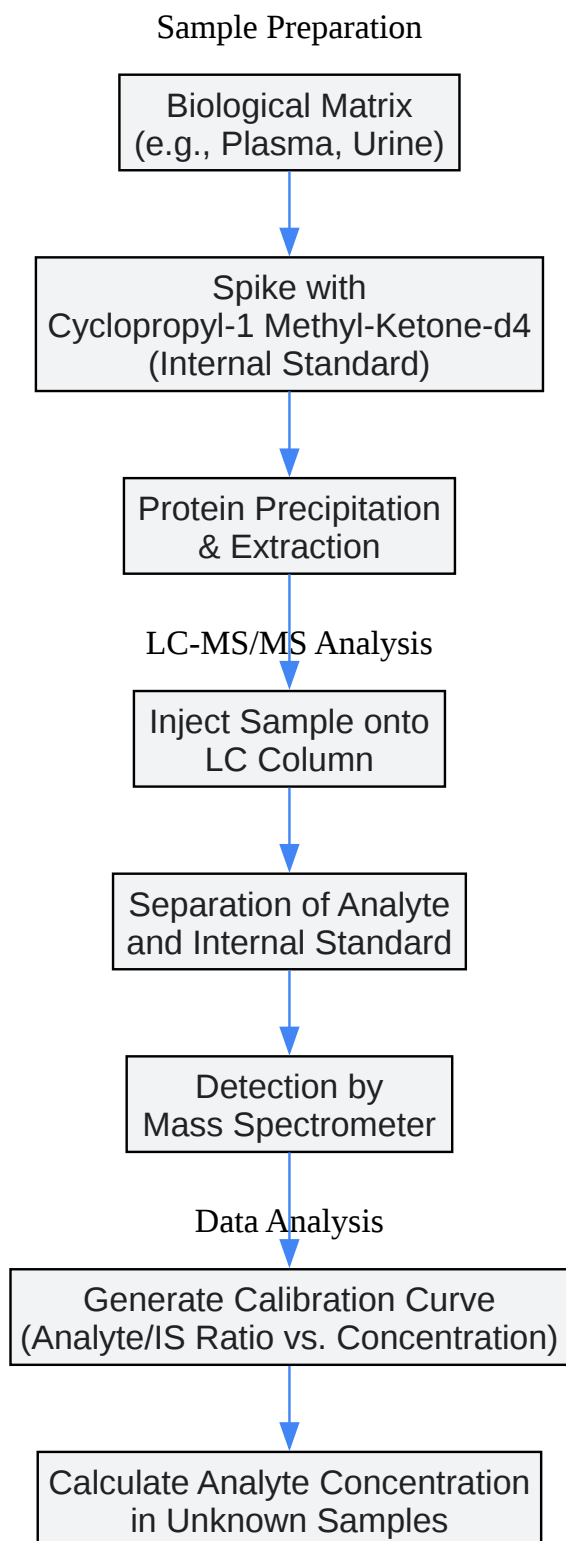 Sample Preparation
Biological Matrix
(e.g., Plasma, Urine)
Spike with
Cyclopropyl-1 Methyl-Ketone-d4
(Internal Standard)
Protein Precipitation
& Extraction
LC-MS/MS Analysis
Inject Sample onto
LC Column
Separation of Analyte
and Internal Standard
Detection by
Mass Spectrometer
Data Analysis
Generate Calibration Curve
(Analyte/IS Ratio vs. Concentration)
Calculate Analyte Concentration
in Unknown Samples